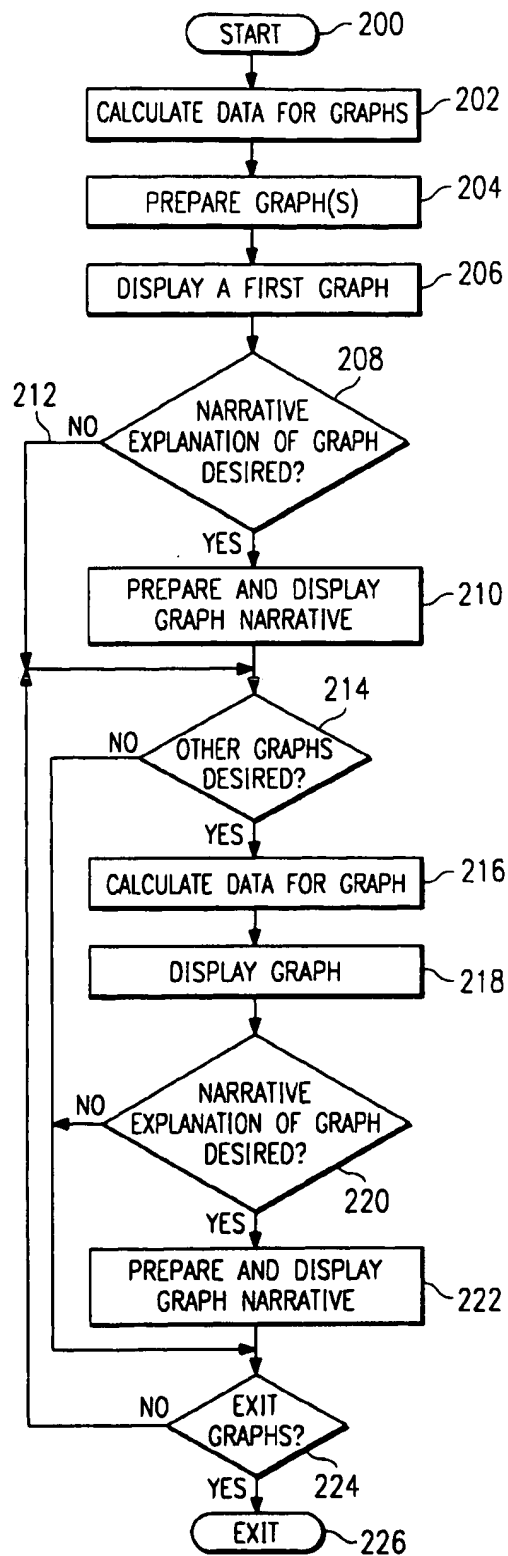 START 200
CALCULATE DATA FOR GRAPHS 202
PREPARE GRAPH(S) 204
DISPLAY A FIRST GRAPH 206
208
212 NO
NARRATIVE
EXPLANATION OF GRAPH
DESIRED?
YES
PREPARE AND DISPLAY
GRAPH NARRATIVE
210
214
NO
OTHER GRAPHS
DESIRED?
YES
CALCULATE DATA FOR GRAPH 216
DISPLAY GRAPH 218
NO
NARRATIVE
EXPLANATION OF GRAPH
DESIRED?
220
YES
PREPARE AND DISPLAY
GRAPH NARRATIVE
222
NO
EXIT
GRAPHS?
224
YES
EXIT 226